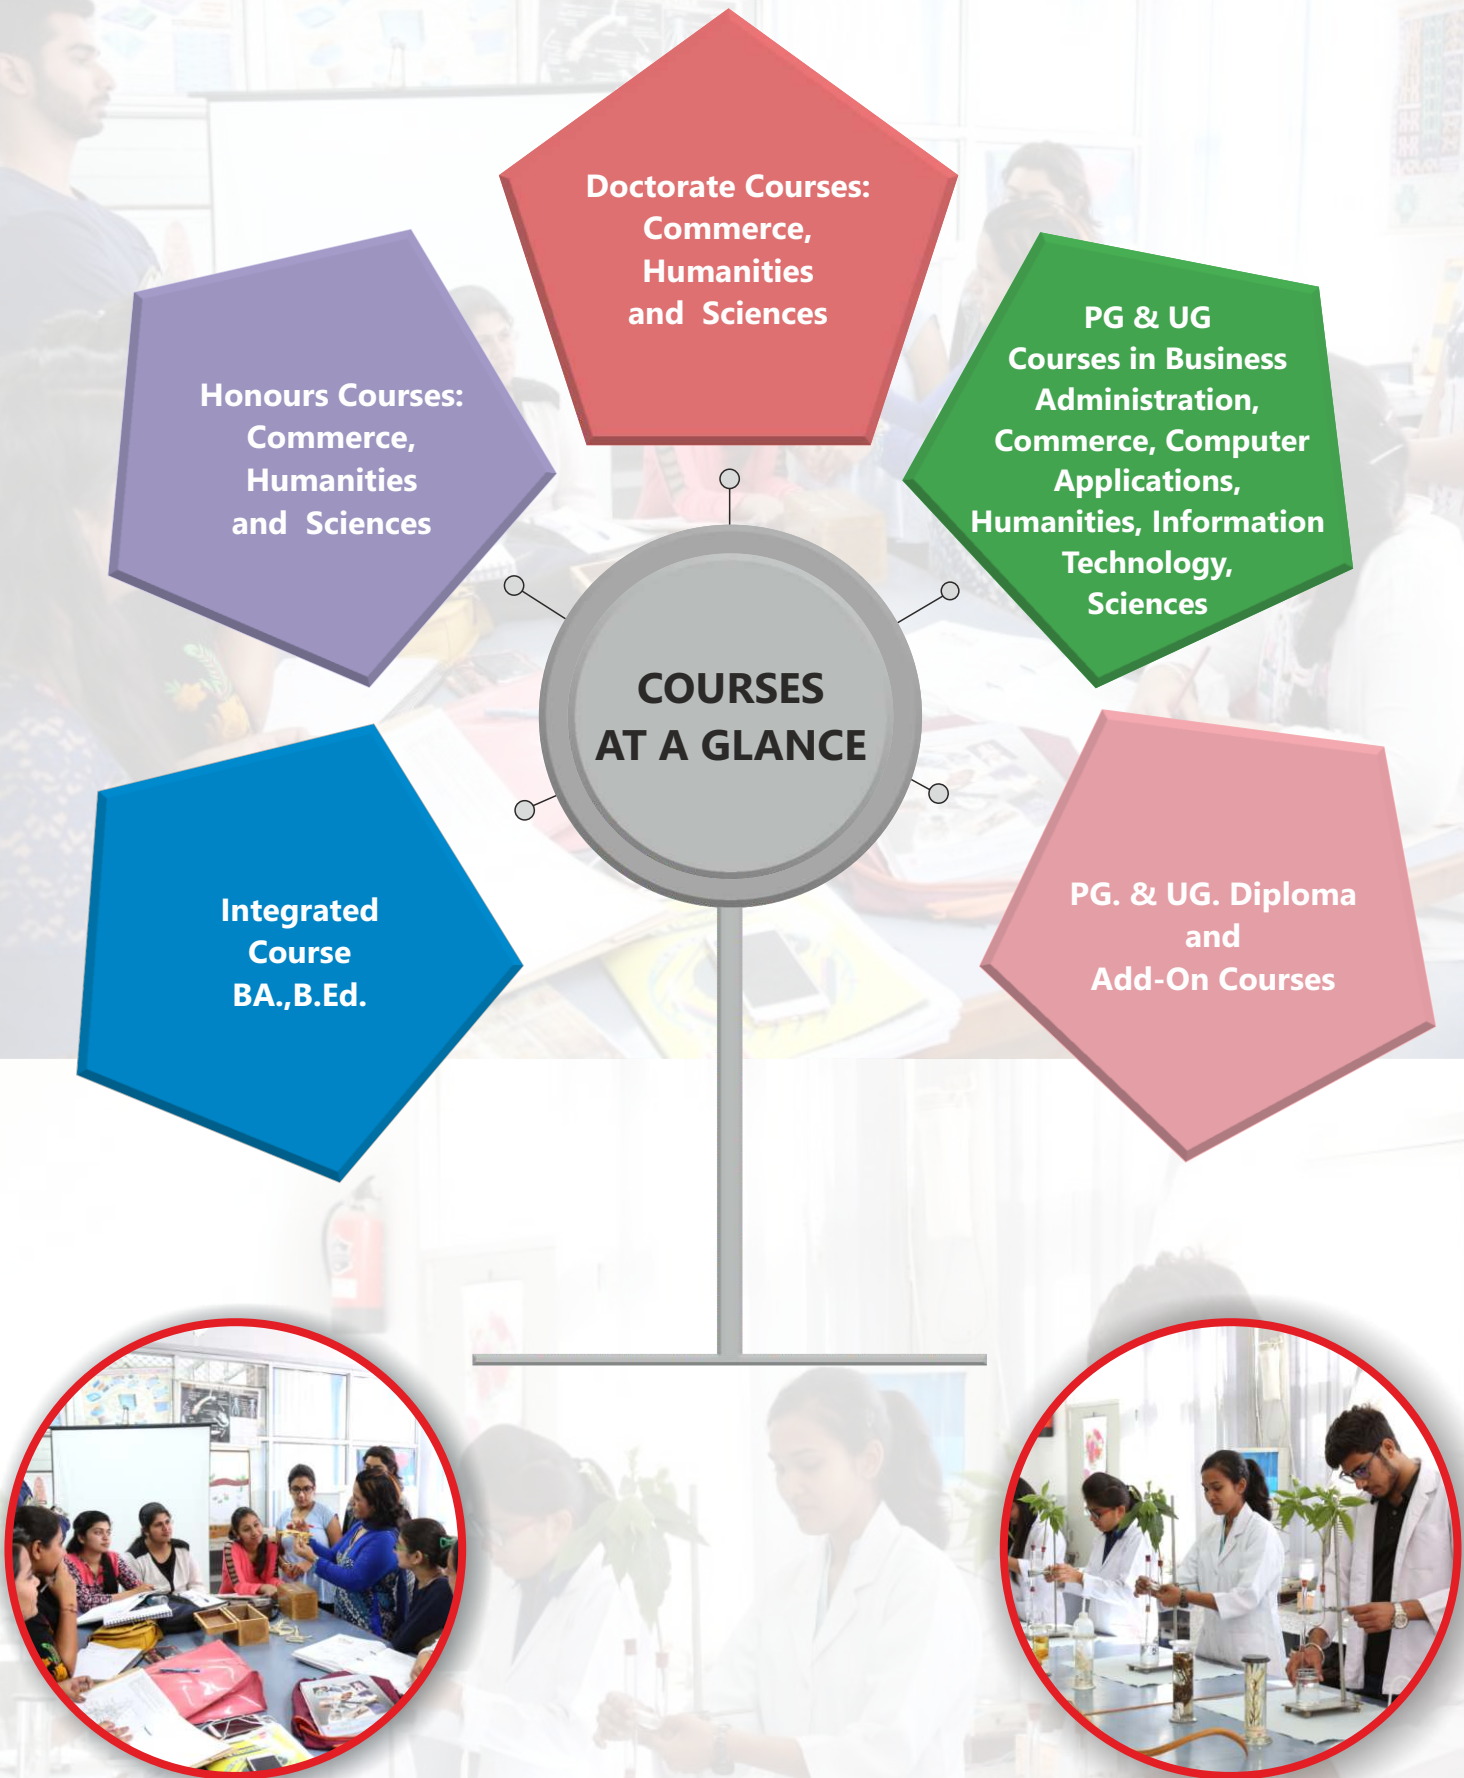 Doctorate Courses:
Commerce,
Humanities
and Sciences
Honours Courses:
Commerce,
Humanities
and Sciences
PG & UG
Courses in Business
Administration,
Commerce, Computer
Applications,
Humanities, Information
Technology,
Sciences
COURSES
AT A GLANCE
Integrated
Course
BA.,B.Ed.
PG. & UG. Diploma
and
Add-On Courses